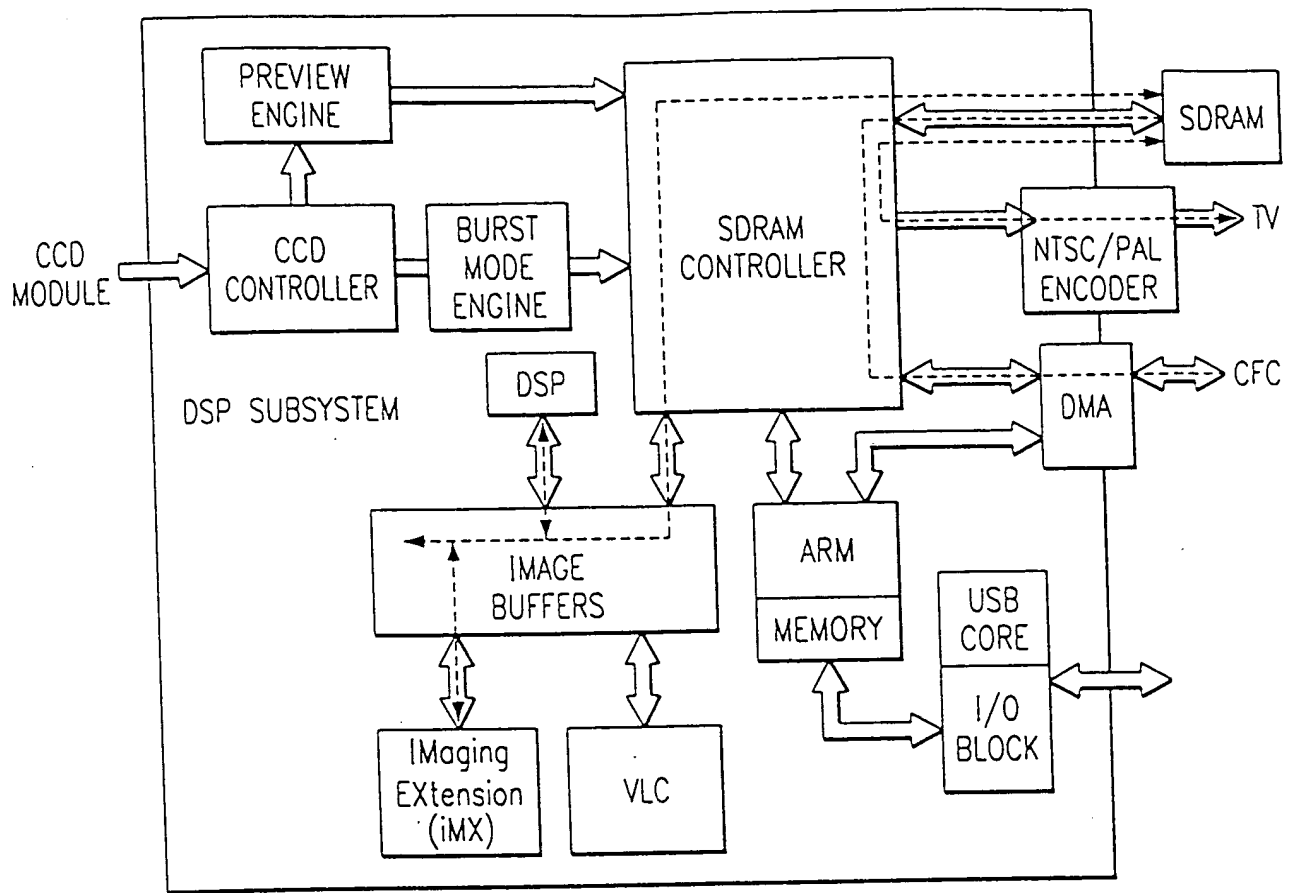 PREVIEW
ENGINE
SDRAM
CCD
MODULE
CCD
CONTROLLER
BURST
MODE
ENGINE
SDRAM
CONTROLLER
NTSC/PAL
ENCODER
TV
DSP SUBSYSTEM
DSP
DMA
CFC
IMAGE
BUFFERS
ARM
MEMORY
USB
CORE
I/O
BLOCK
IMaging
EXtension
(iMX)
VLC